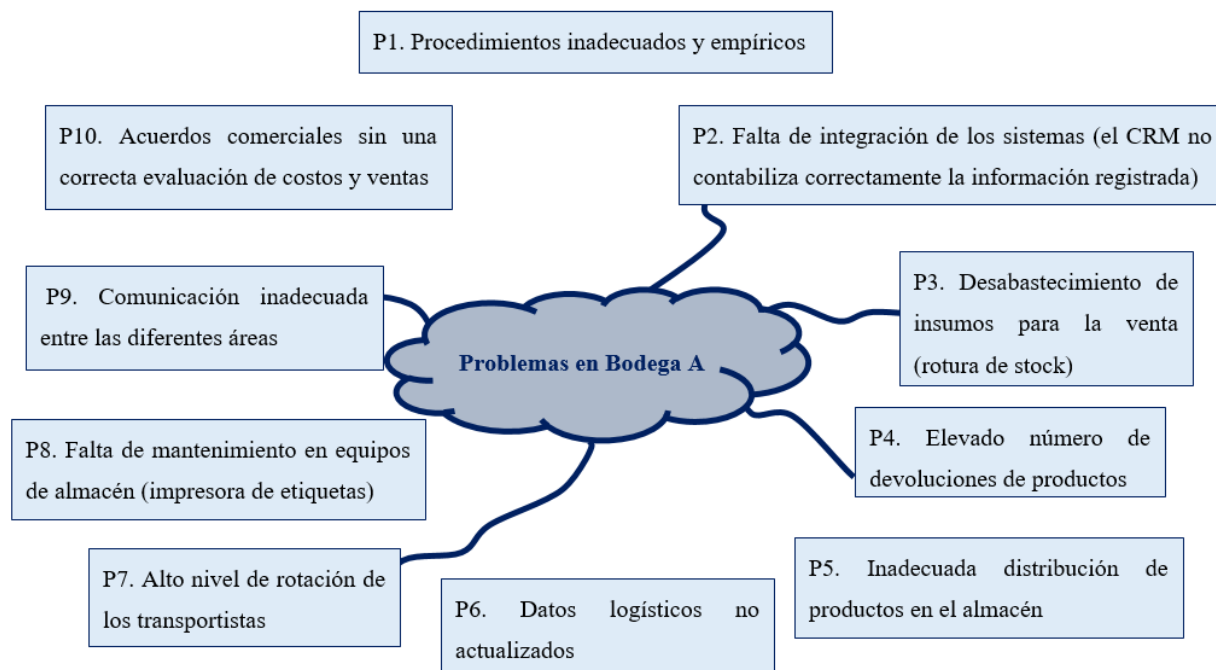 P1. Procedimientos inadecuados y empíricos
P10. Acuerdos comerciales sin una
correcta evaluación de costos y ventas
P2. Falta de integración de los sistemas (el CRM no
contabiliza correctamente la información registrada)
P9. Comunicación inadecuada
entre las diferentes áreas
P3. Desabastecimiento de
insumos para la venta
(rotura de stock)
Problemas en Bodega A
P8. Falta de mantenimiento en equipos
de almacén (impresora de etiquetas)
P4. Elevado número de
devoluciones de productos
P7. Alto nivel de rotación de
los transportistas
P6. Datos logísticos no
actualizados
P5. Inadecuada distribución de
productos en el almacén